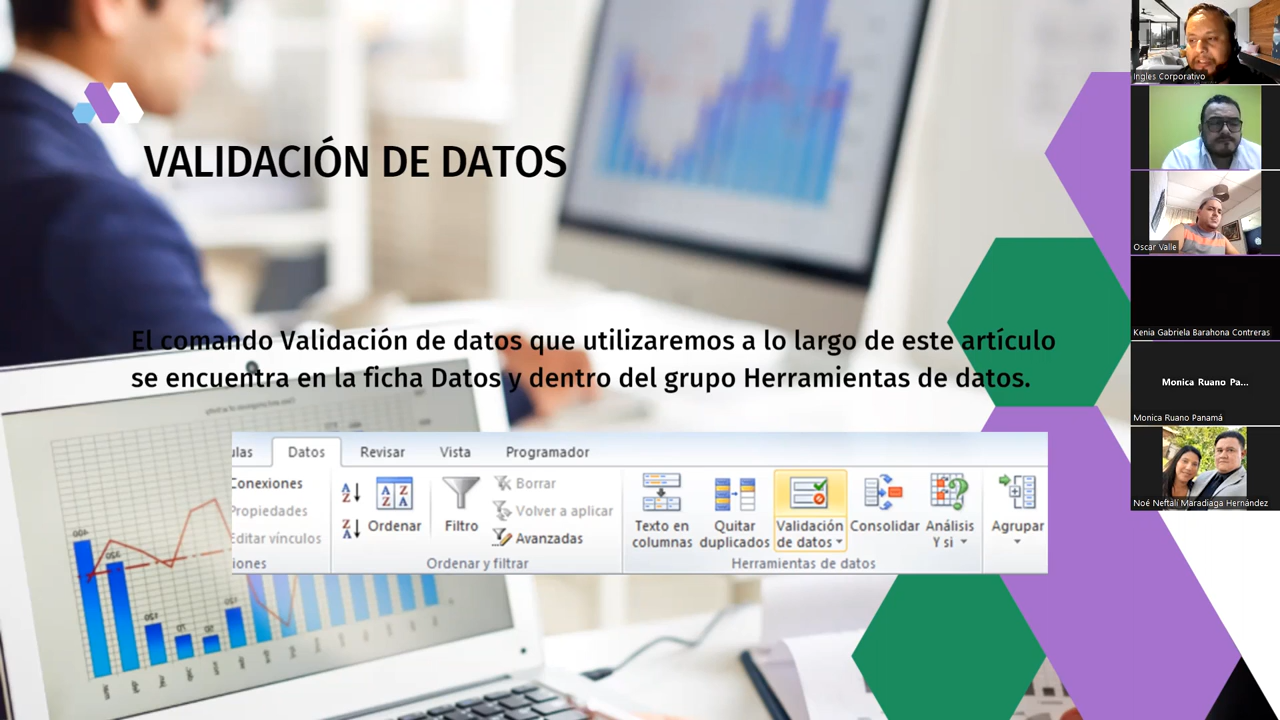 VALIDACIÓN DE DATOS
El comando Validación de datos que utilizaremos a lo largo de este artículo
se encuentra en la ficha Datos y dentro del grupo Herramientas de datos.
Datos Revisar Vista Programador
Conexiones
Propiedades
Editar vínculos
Ordenar
Filtro
Borrar
Volver a aplicar
Avanzadas
Ordenar y filtrar
Texto en
columnas
Quitar
duplicados
Validación
de datos
Consolidar
Análisis
Y si
Agrupar
Herramientas de datos
Ingles Corporativo
Oscar Valle
Kenia Gabriela Barahona Contreras
Monica Ruano Pa...
Monica Ruano Panamá
Noé Neftalí Maradiaga Hernández